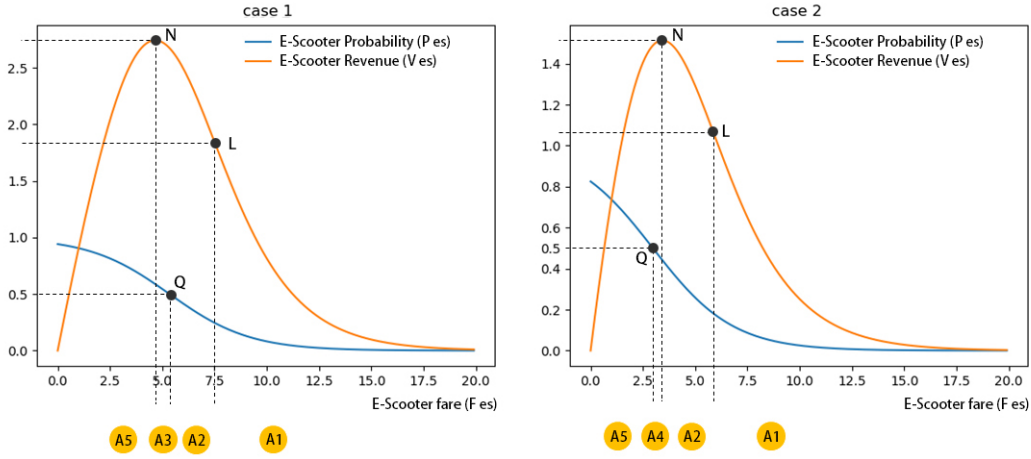 case 1
N
E-Scooter Probability (P es)
E-Scooter Revenue (V es)
2.5
2.0
L
1.5
1.0
Q
0.5
0.0
0.0 2.5 5.0 7.5 10.0 12.5 15.0 17.5 20.0
E-Scooter fare (F es)
A5 A3 A2 A1
case 2
N
E-Scooter Probability (P es)
E-Scooter Revenue (V es)
1.4
1.2
L
1.0
0.8
0.6
0.5
Q
0.4
0.2
0.0
0.0 2.5 5.0 7.5 10.0 12.5 15.0 17.5 20.0
E-Scooter fare (F es)
A5 A4 A2 A1